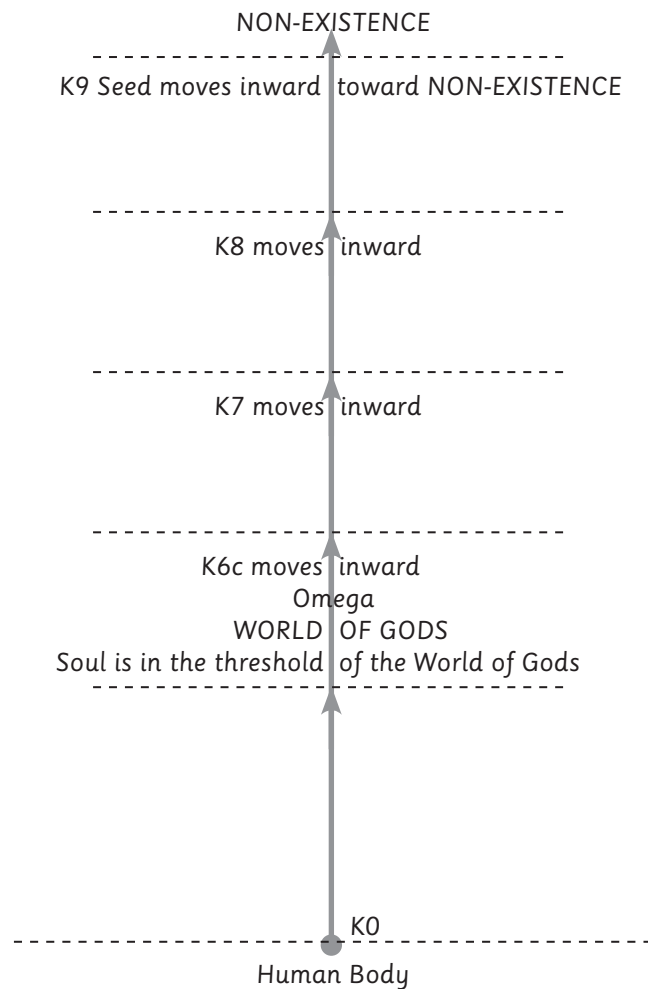 NON-EXISTENCE
K9 Seed moves inward toward NON-EXISTENCE
K8 moves inward
K7 moves inward
K6c moves inward
Omega
WORLD OF GODS
Soul is in the threshold of the World of Gods
K0
Human Body